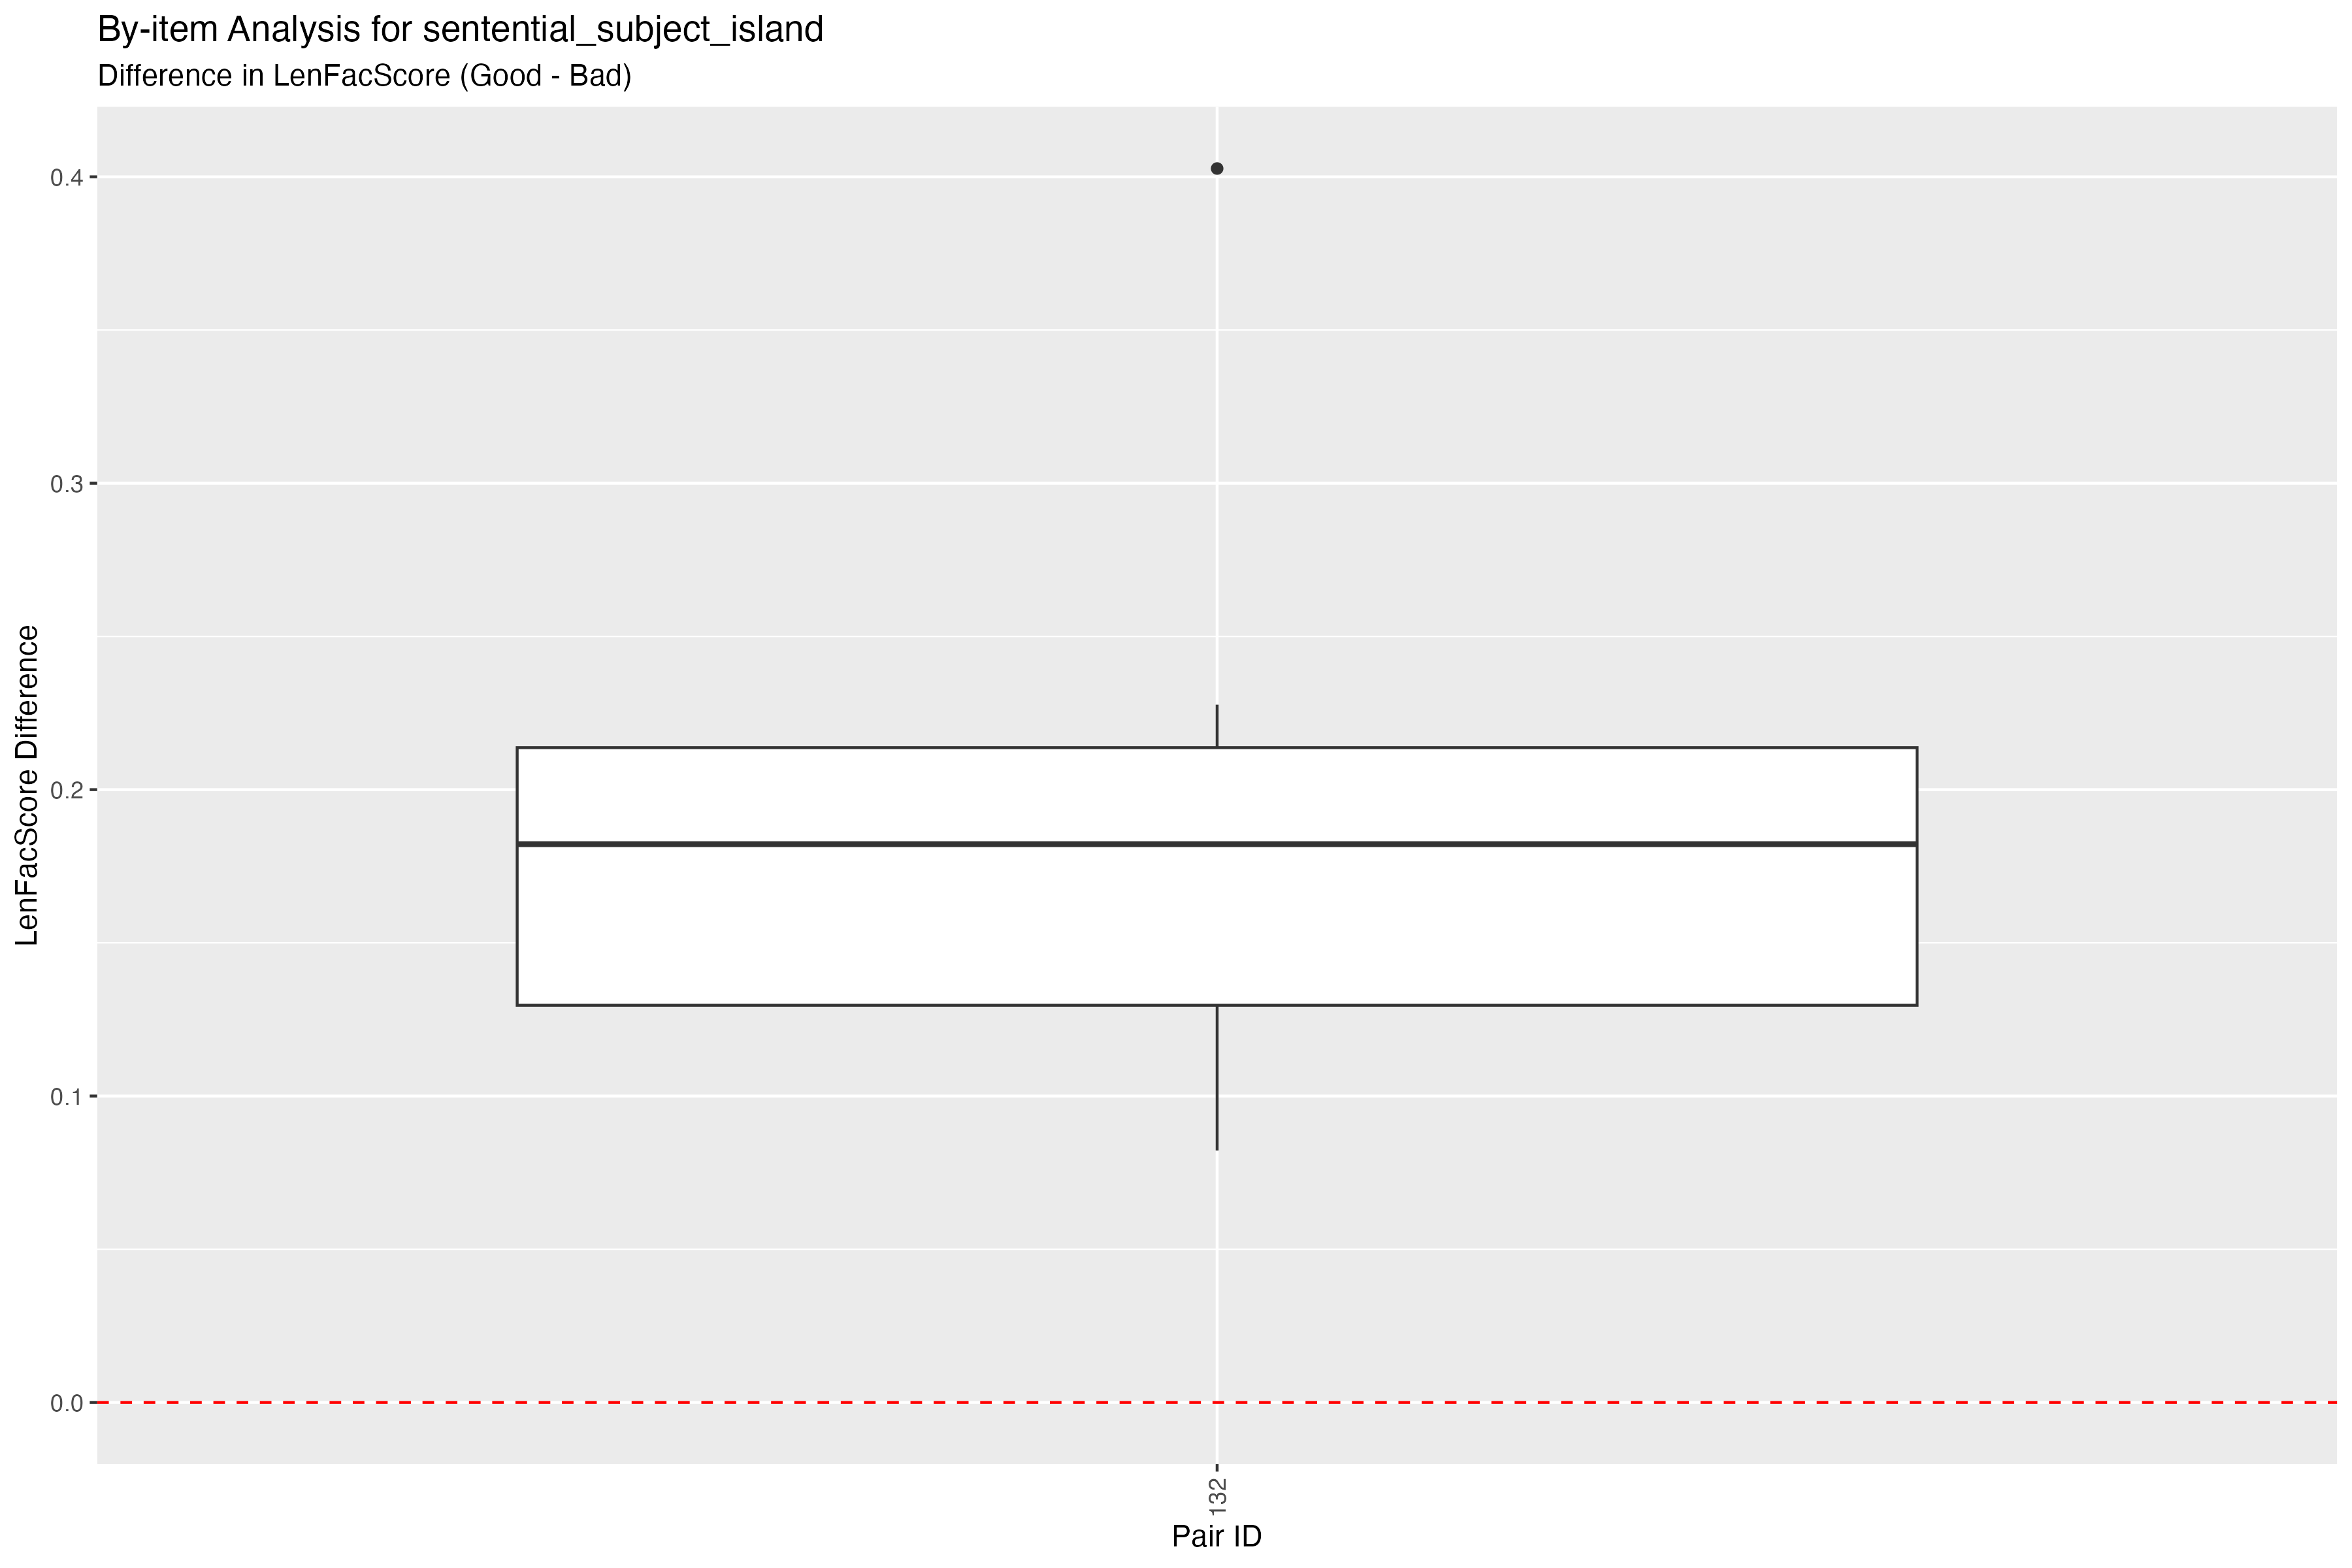 By-item Analysis for sentential_subject_island
Difference in LenFacScore (Good - Bad)
LenFacScore Difference
0.4
0.3
0.2
0.1
0.0
132
Pair ID